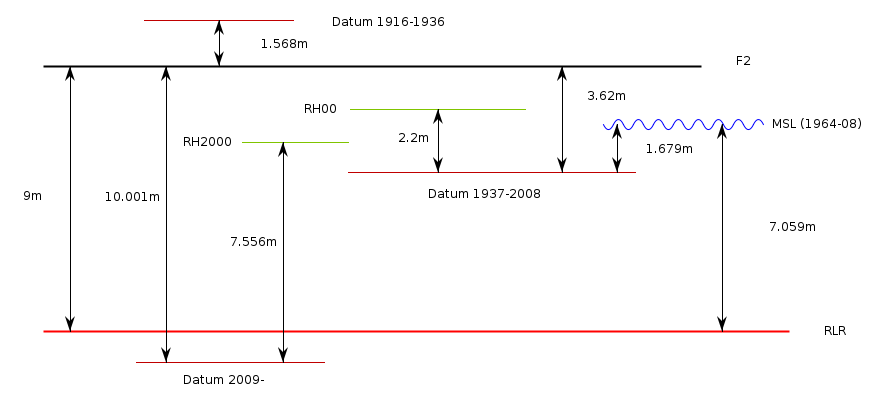 Datum 1916-1936
1.568m
F2
3.62m
RH00
MSL (1964-08)
2.2m
RH2000
1.679m
Datum 1937-2008
9m
10.001m
7.059m
7.556m
RLR
Datum 2009-